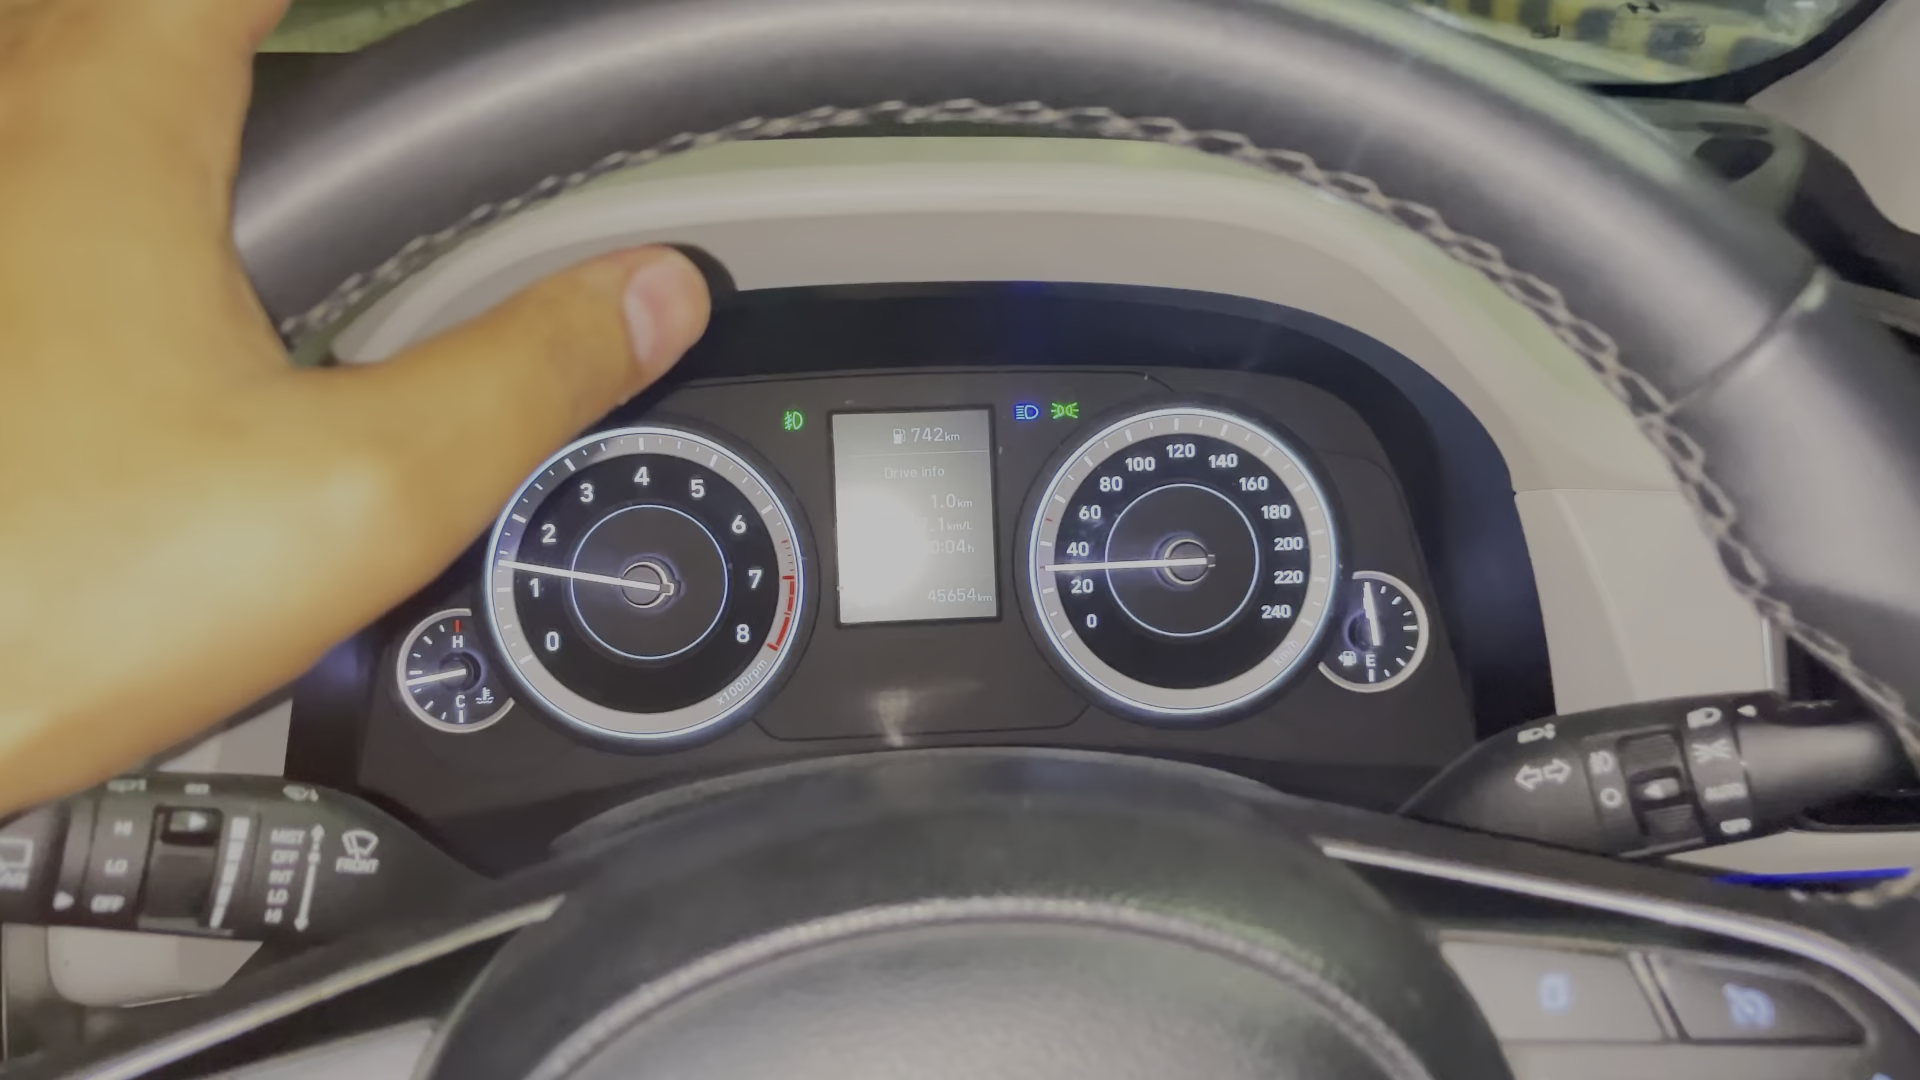 742km
Drive Info
1.0km
.1km/L
0:04h
45654km
0
1
2
3
4
5
6
7
8
x1000rpm
H
C
0
20
40
60
80
100
120
140
160
180
200
220
240
km/h
E
HI
LO
OFF
MIST
OFF
INT
LO
HI
FRONT
AUTO
OFF